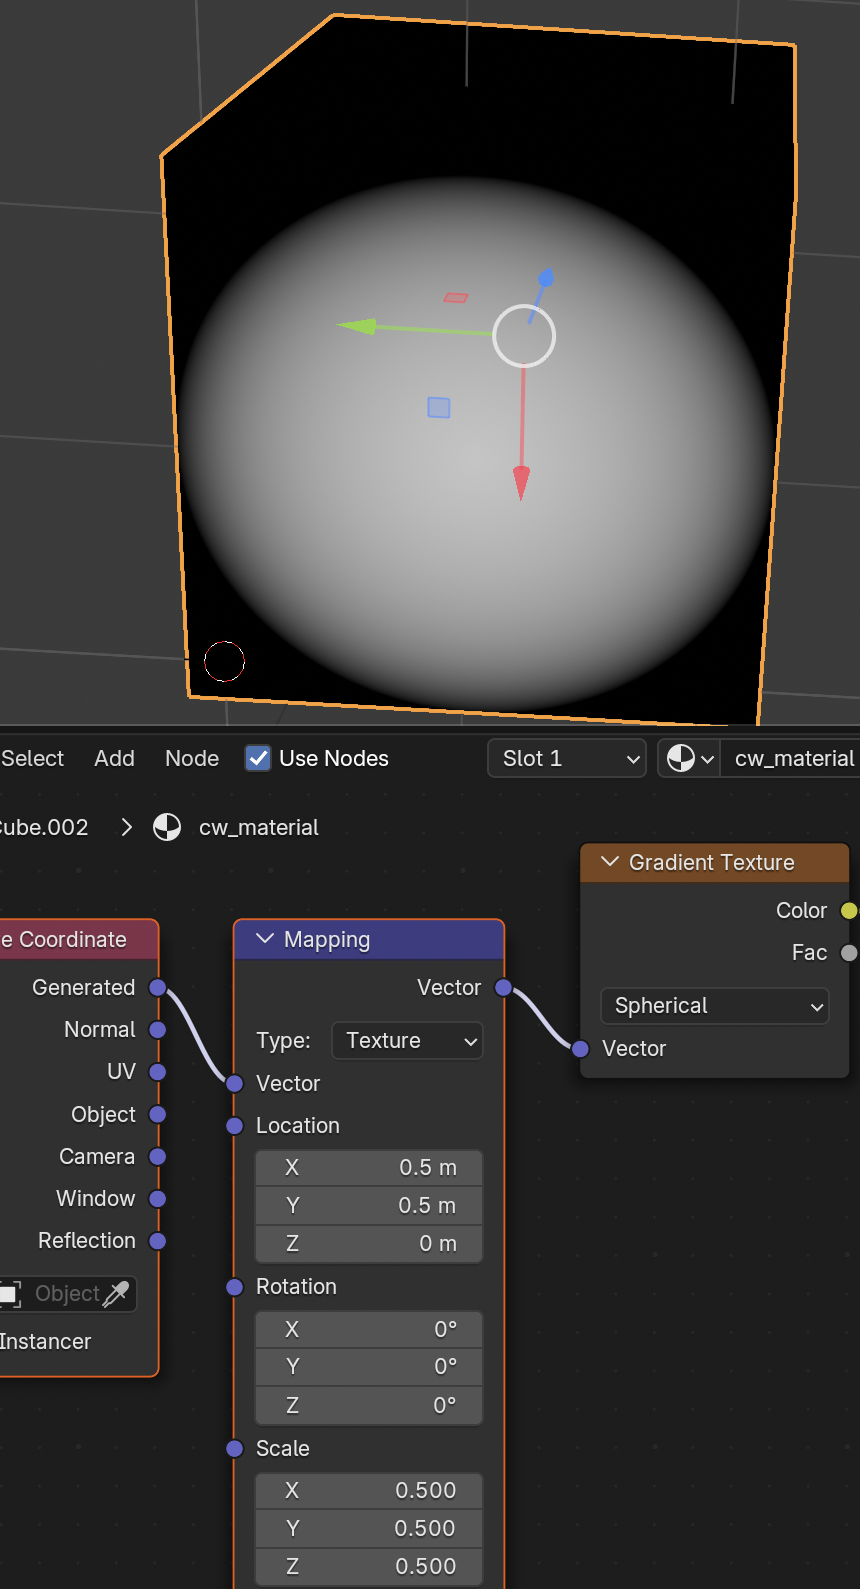 Select Add Node Use Nodes Slot 1 cw_material
Cube.002 cw_material
Gradient Texture
Color
Fac
Spherical
Vector
e Coordinate
Generated
Normal
UV
Object
Camera
Window
Reflection
Object
Instancer
Mapping
Vector
Type: Texture
Vector
Location
X 0.5 m
Y 0.5 m
Z 0 m
Rotation
X 0°
Y 0°
Z 0°
Scale
X 0.500
Y 0.500
Z 0.500